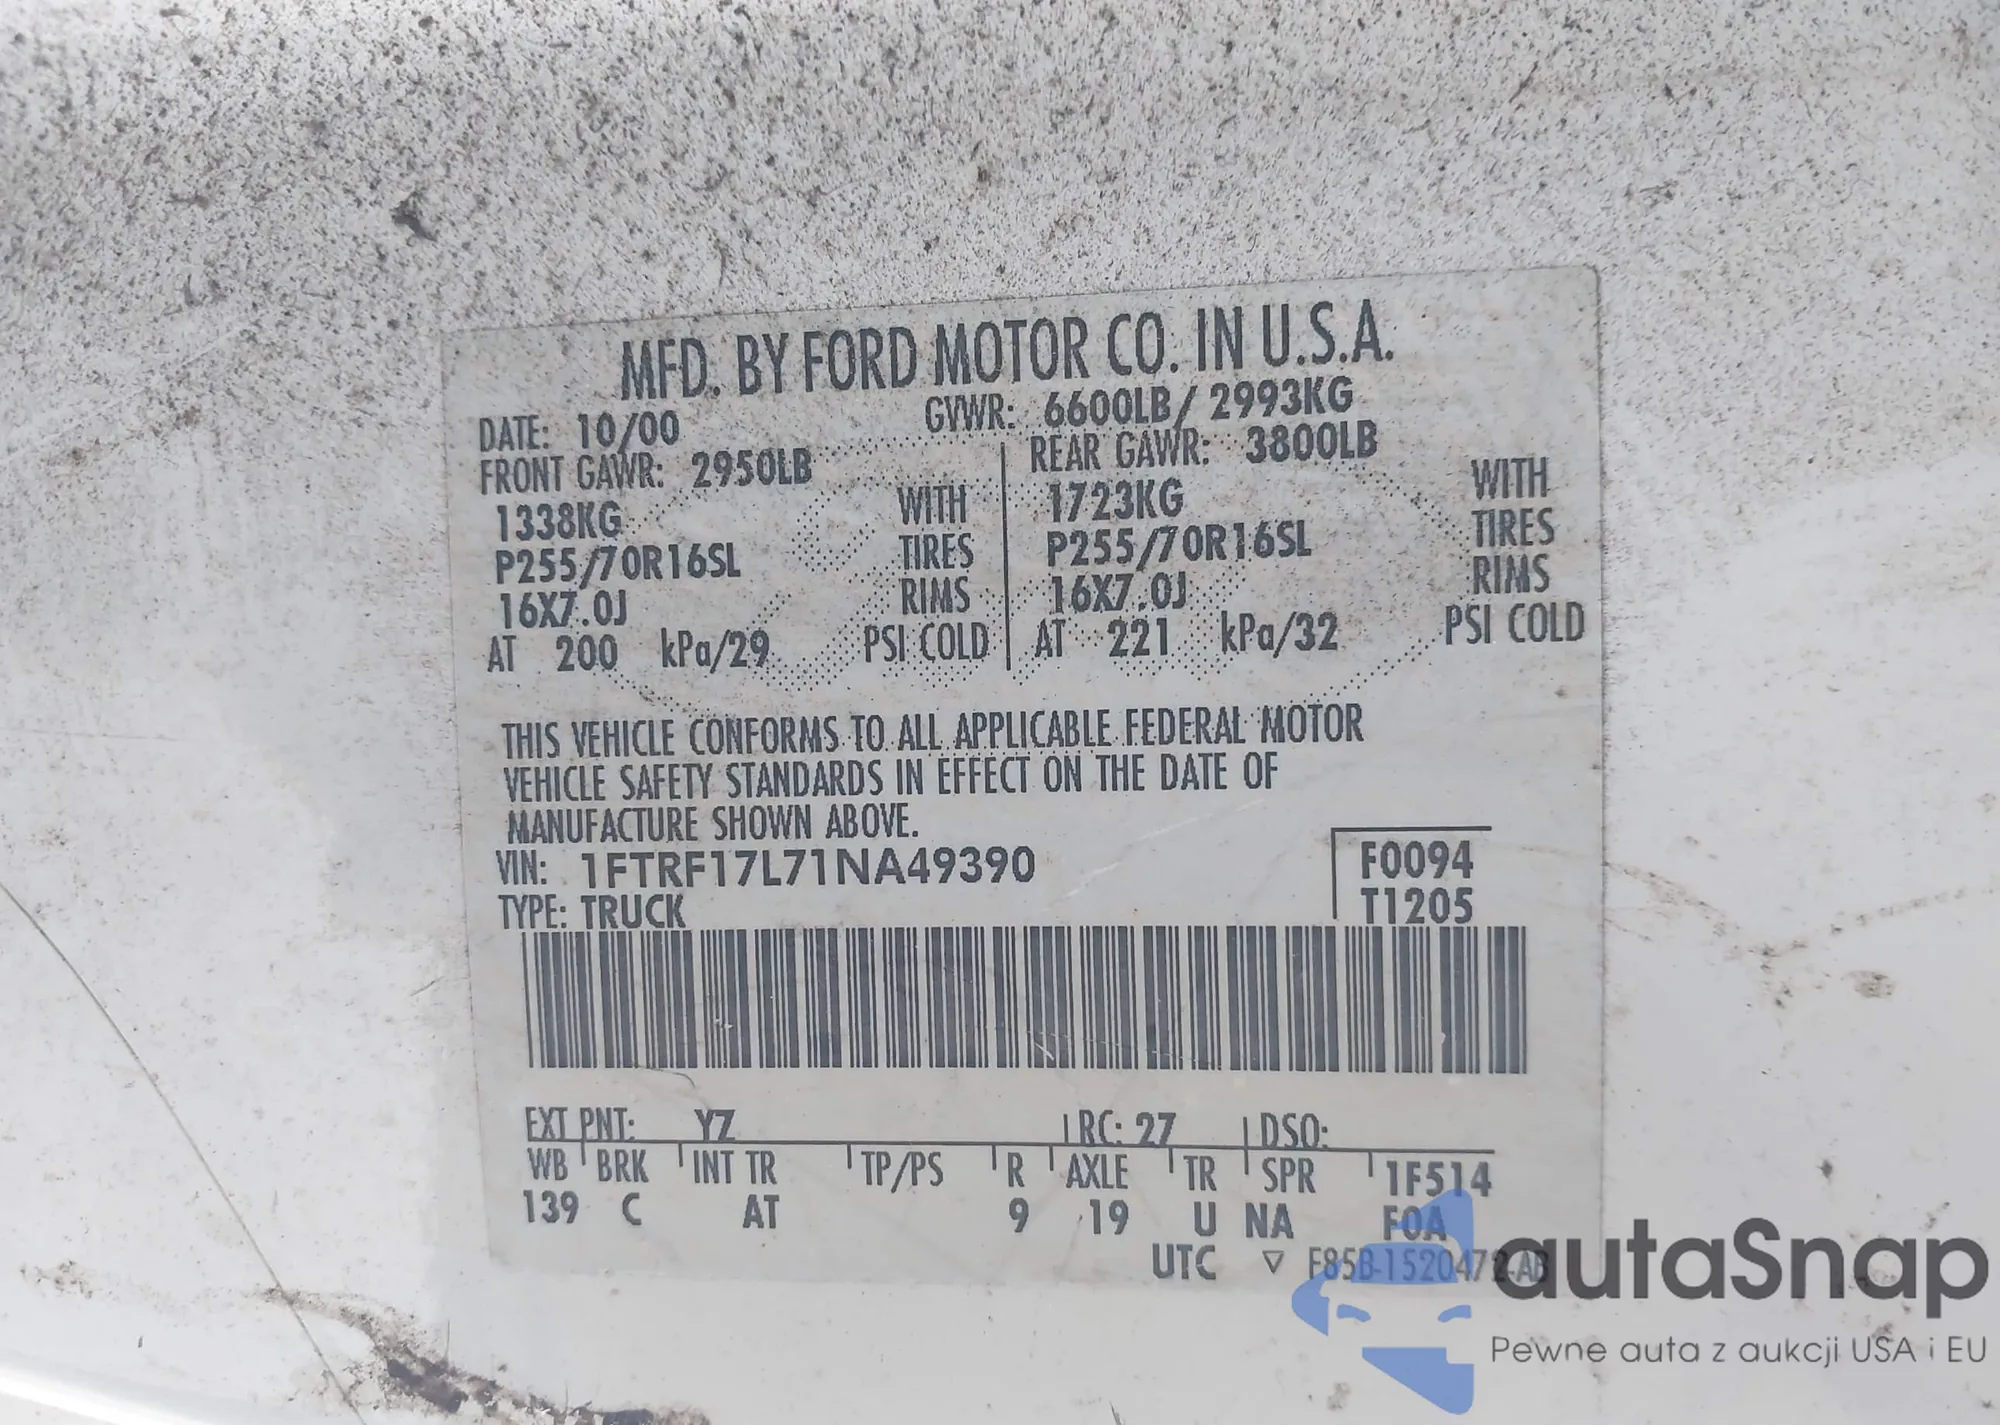 MFD. BY FORD MOTOR CO. IN U.S.A.
DATE: 10/00 GVWR: 6600LB/ 2993KG
FRONT GAWR: 2950LB REAR GAWR: 3800LB
1338KG WITH 1723KG WITH
P255/70R16SL TIRES P255/70R16SL TIRES
16X7.0J RIMS 16X7.0J RIMS
AT 200 kPa/29 PSI COLD AT 221 kPa/32 PSI COLD
THIS VEHICLE CONFORMS TO ALL APPLICABLE FEDERAL MOTOR
VEHICLE SAFETY STANDARDS IN EFFECT ON THE DATE OF
MANUFACTURE SHOWN ABOVE.
VIN: 1FTRF17L71NA49390 F0094
TYPE: TRUCK T1205
EXT PNT: YZ RC: 27 DSO:
WB BRK INT TR TP/PS R AXLE TR SPR 1F514
139 C AT 9 19 U NA F0A
UTC ▽ F85B-1520472-AB
autaSnap
Pewne auta z aukcji USA i EU